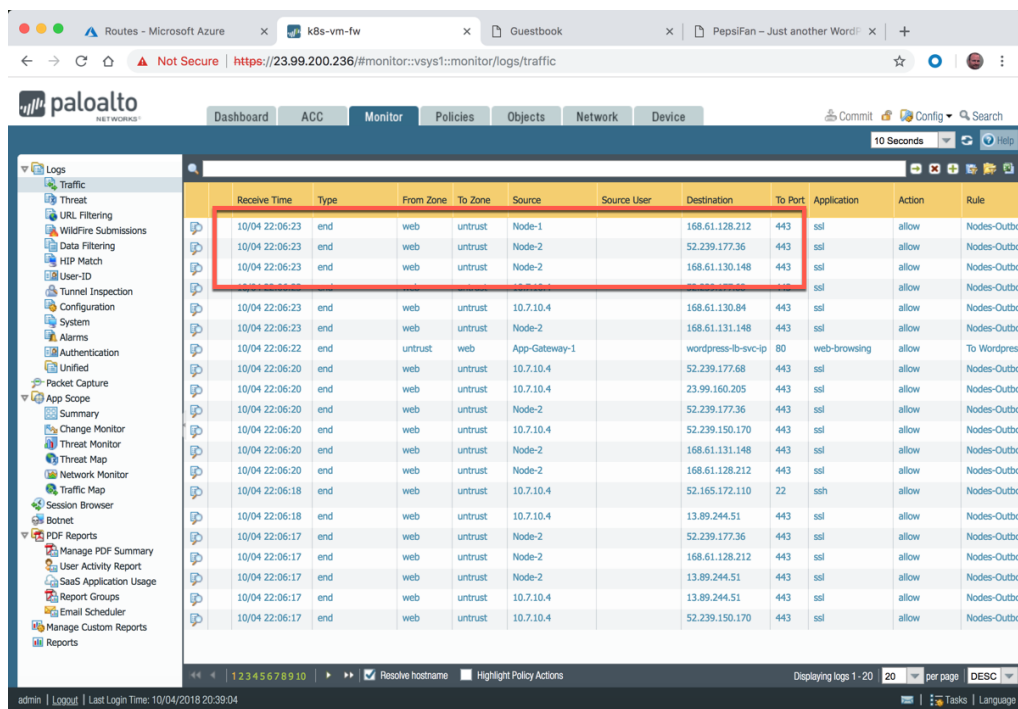 Routes - Microsoft Azure × k8s-vm-fw × Guestbook × PepsiFan – Just another WordP × +
Not Secure | https://23.99.200.236/#monitor::vsys1::monitor/logs/traffic
paloalto
NETWORKS
Dashboard ACC Monitor Policies Objects Network Device Commit Config Search
10 Seconds Help
Logs
Traffic
Threat
URL Filtering
WildFire Submissions
Data Filtering
HIP Match
User-ID
Tunnel Inspection
Configuration
System
Alarms
Authentication
Unified
Packet Capture
App Scope
Summary
Change Monitor
Threat Monitor
Threat Map
Network Monitor
Traffic Map
Session Browser
Botnet
PDF Reports
Manage PDF Summary
User Activity Report
SaaS Application Usage
Report Groups
Email Scheduler
Manage Custom Reports
Reports
Receive Time Type From Zone To Zone Source Source User Destination To Port Application Action Rule
10/04 22:06:23 end web untrust Node-1 168.61.128.212 443 ssl allow Nodes-Outbo
10/04 22:06:23 end web untrust Node-2 52.239.177.36 443 ssl allow Nodes-Outbo
10/04 22:06:23 end web untrust Node-2 168.61.130.148 443 ssl allow Nodes-Outbo
ssl allow Nodes-Outbo
10/04 22:06:23 end web untrust 10.7.10.4 168.61.130.84 443 ssl allow Nodes-Outbo
10/04 22:06:23 end web untrust Node-2 168.61.131.148 443 ssl allow Nodes-Outbo
10/04 22:06:22 end untrust web App-Gateway-1 wordpress-lb-svc-ip 80 web-browsing allow To Wordpres
10/04 22:06:20 end web untrust 10.7.10.4 52.239.177.68 443 ssl allow Nodes-Outbo
10/04 22:06:20 end web untrust 10.7.10.4 23.99.160.205 443 ssl allow Nodes-Outbo
10/04 22:06:20 end web untrust Node-2 52.239.177.36 443 ssl allow Nodes-Outbo
10/04 22:06:20 end web untrust Node-2 52.239.150.170 443 ssl allow Nodes-Outbo
10/04 22:06:20 end web untrust Node-2 168.61.131.148 443 ssl allow Nodes-Outbo
10/04 22:06:20 end web untrust Node-2 168.61.128.212 443 ssl allow Nodes-Outbo
10/04 22:06:18 end web untrust 10.7.10.4 52.165.172.110 22 ssh allow Nodes-Outbo
10/04 22:06:18 end web untrust 10.7.10.4 13.89.244.51 443 ssl allow Nodes-Outbo
10/04 22:06:17 end web untrust Node-2 52.239.177.36 443 ssl allow Nodes-Outbo
10/04 22:06:17 end web untrust Node-2 168.61.128.212 443 ssl allow Nodes-Outbo
10/04 22:06:17 end web untrust Node-2 13.89.244.51 443 ssl allow Nodes-Outbo
10/04 22:06:17 end web untrust 10.7.10.4 13.89.244.51 443 ssl allow Nodes-Outbo
10/04 22:06:17 end web untrust 10.7.10.4 52.239.150.170 443 ssl allow Nodes-Outbo
1 2 3 4 5 6 7 8 9 10 Resolve hostname Highlight Policy Actions Displaying logs 1 - 20 20 per page DESC
admin | Logout | Last Login Time: 10/04/2018 20:39:04 Tasks | Language